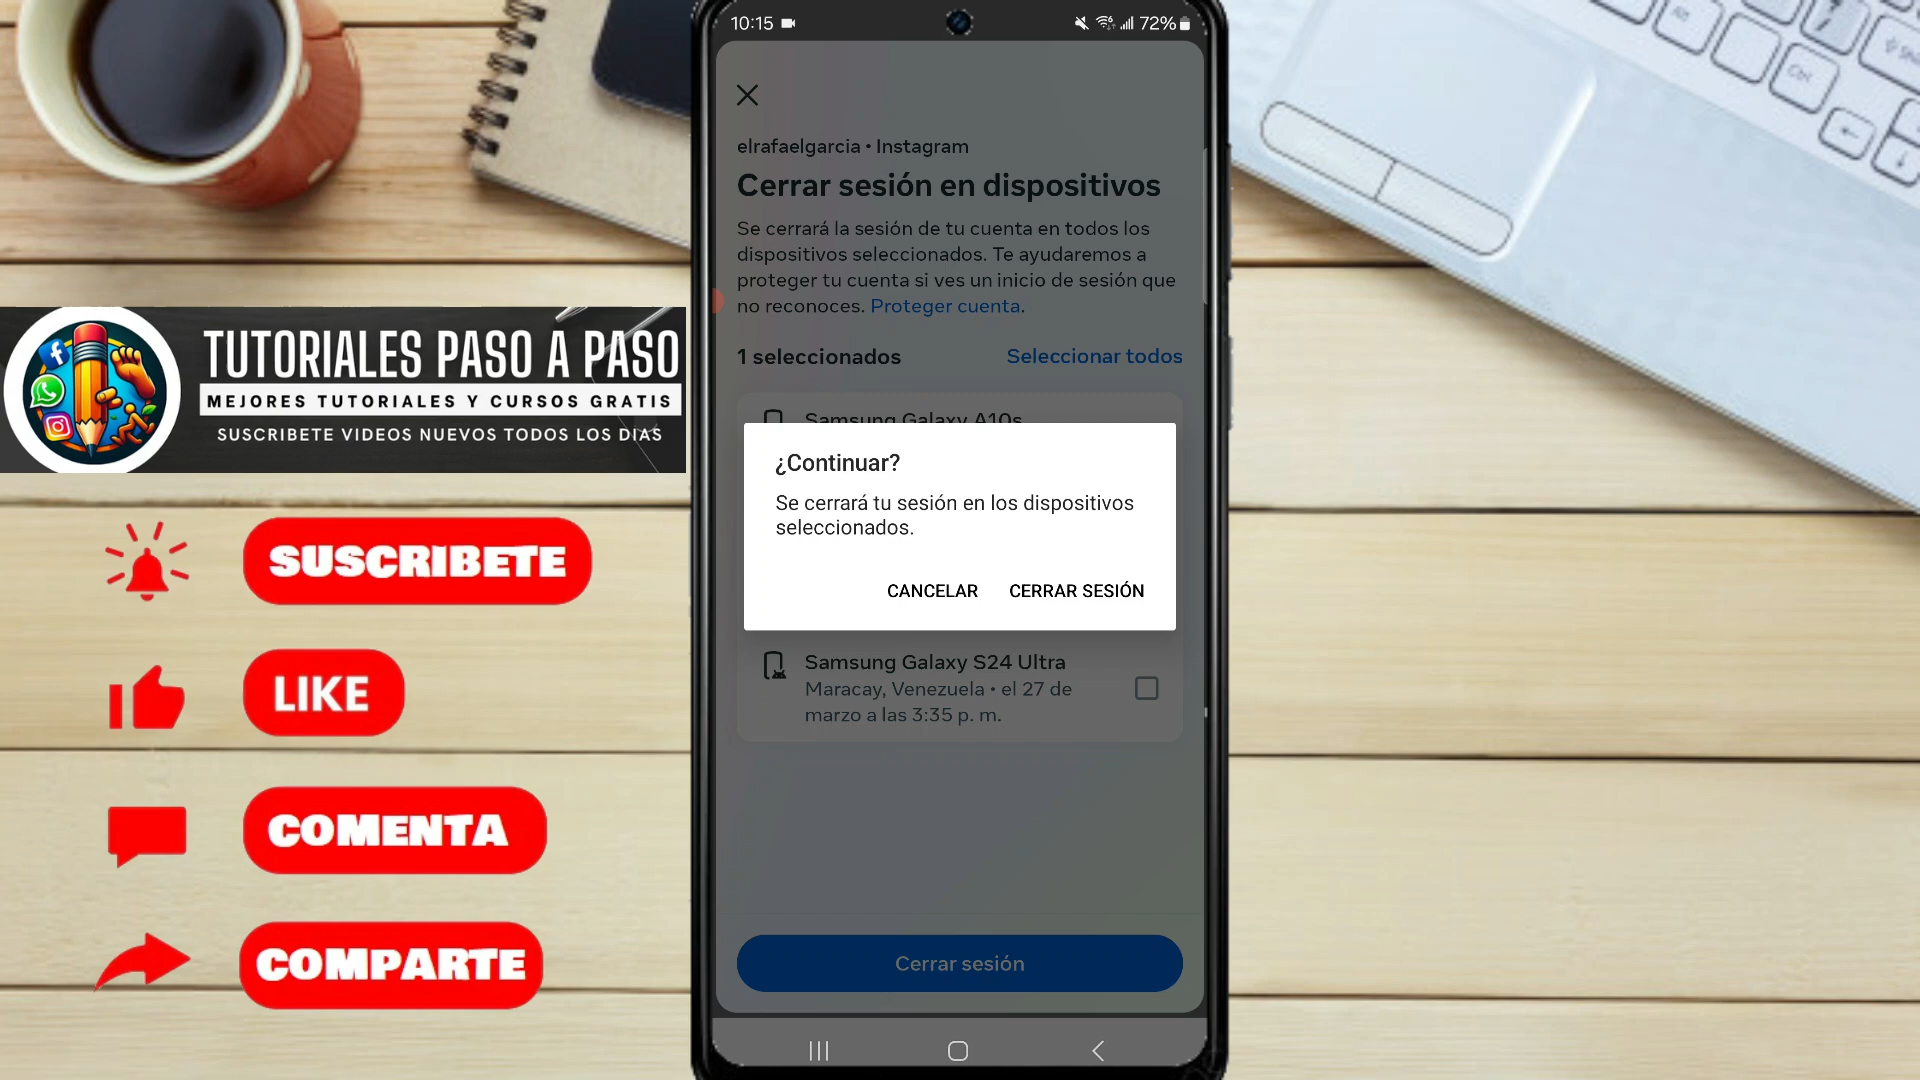 10:15
72%
elrafaelgarcia • Instagram
Cerrar sesión en dispositivos
Se cerrará la sesión de tu cuenta en todos los
dispositivos seleccionados. Te ayudaremos a
proteger tu cuenta si ves un inicio de sesión que
no reconoces. Proteger cuenta.
1 seleccionados
Seleccionar todos
Samsung Galaxy A10s
¿Continuar?
Se cerrará tu sesión en los dispositivos
seleccionados.
CANCELAR
CERRAR SESIÓN
Samsung Galaxy S24 Ultra
Maracay, Venezuela • el 27 de
marzo a las 3:35 p. m.
Cerrar sesión
TUTORIALES PASO A PASO
MEJORES TUTORIALES Y CURSOS GRATIS
SUSCRIBETE VIDEOS NUEVOS TODOS LOS DIAS
SUSCRIBETE
LIKE
COMENTA
COMPARTE
Ctrl